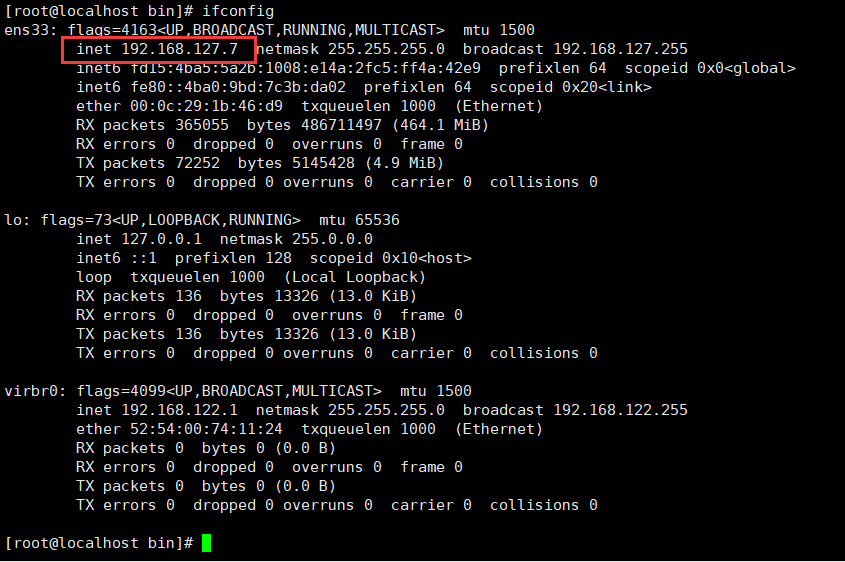 [root@localhost bin]# ifconfig
ens33: flags=4163<UP,BROADCAST,RUNNING,MULTICAST>  mtu 1500
        inet 192.168.127.7  netmask 255.255.255.0  broadcast 192.168.127.255
        inet6 fd15:4ba5:5a2b:1008:e14a:2fc5:ff4a:42e9  prefixlen 64  scopeid 0x0<global>
        inet6 fe80::4ba0:9bd:7c3b:da02  prefixlen 64  scopeid 0x20<link>
        ether 00:0c:29:1b:46:d9  txqueuelen 1000  (Ethernet)
        RX packets 365055  bytes 486711497 (464.1 MiB)
        RX errors 0  dropped 0  overruns 0  frame 0
        TX packets 72252  bytes 5145428 (4.9 MiB)
        TX errors 0  dropped 0 overruns 0  carrier 0  collisions 0

lo: flags=73<UP,LOOPBACK,RUNNING>  mtu 65536
        inet 127.0.0.1  netmask 255.0.0.0
        inet6 ::1  prefixlen 128  scopeid 0x10<host>
        loop  txqueuelen 1000  (Local Loopback)
        RX packets 136  bytes 13326 (13.0 KiB)
        RX errors 0  dropped 0  overruns 0  frame 0
        TX packets 136  bytes 13326 (13.0 KiB)
        TX errors 0  dropped 0 overruns 0  carrier 0  collisions 0

virbr0: flags=4099<UP,BROADCAST,MULTICAST>  mtu 1500
        inet 192.168.122.1  netmask 255.255.255.0  broadcast 192.168.122.255
        ether 52:54:00:74:11:24  txqueuelen 1000  (Ethernet)
        RX packets 0  bytes 0 (0.0 B)
        RX errors 0  dropped 0  overruns 0  frame 0
        TX packets 0  bytes 0 (0.0 B)
        TX errors 0  dropped 0 overruns 0  carrier 0  collisions 0

[root@localhost bin]#